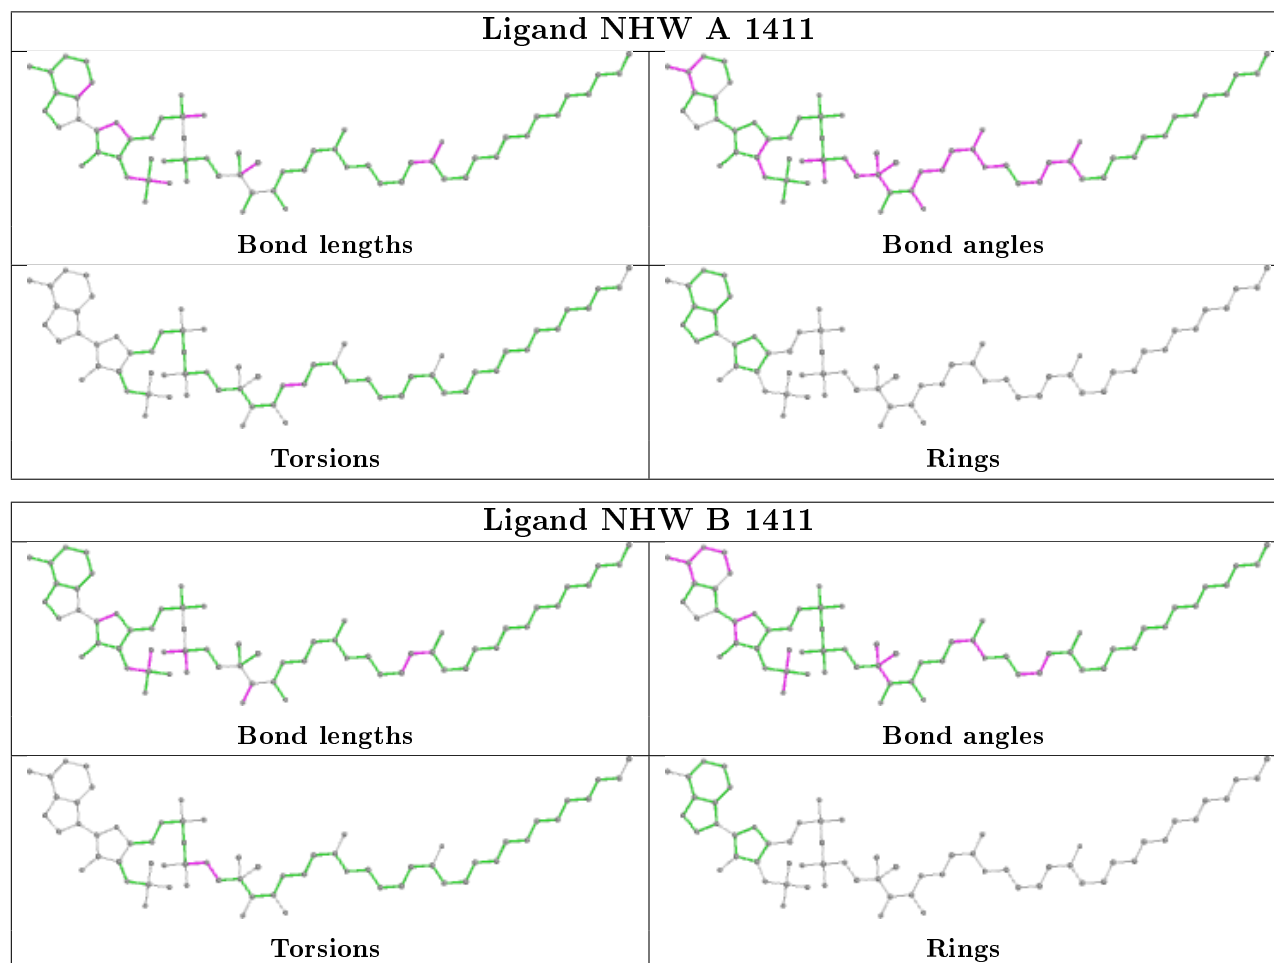 Ligand NHW A 1411
Bond lengths
Bond angles
Torsions
Rings
Ligand NHW B 1411
Bond lengths
Bond angles
Torsions
Rings